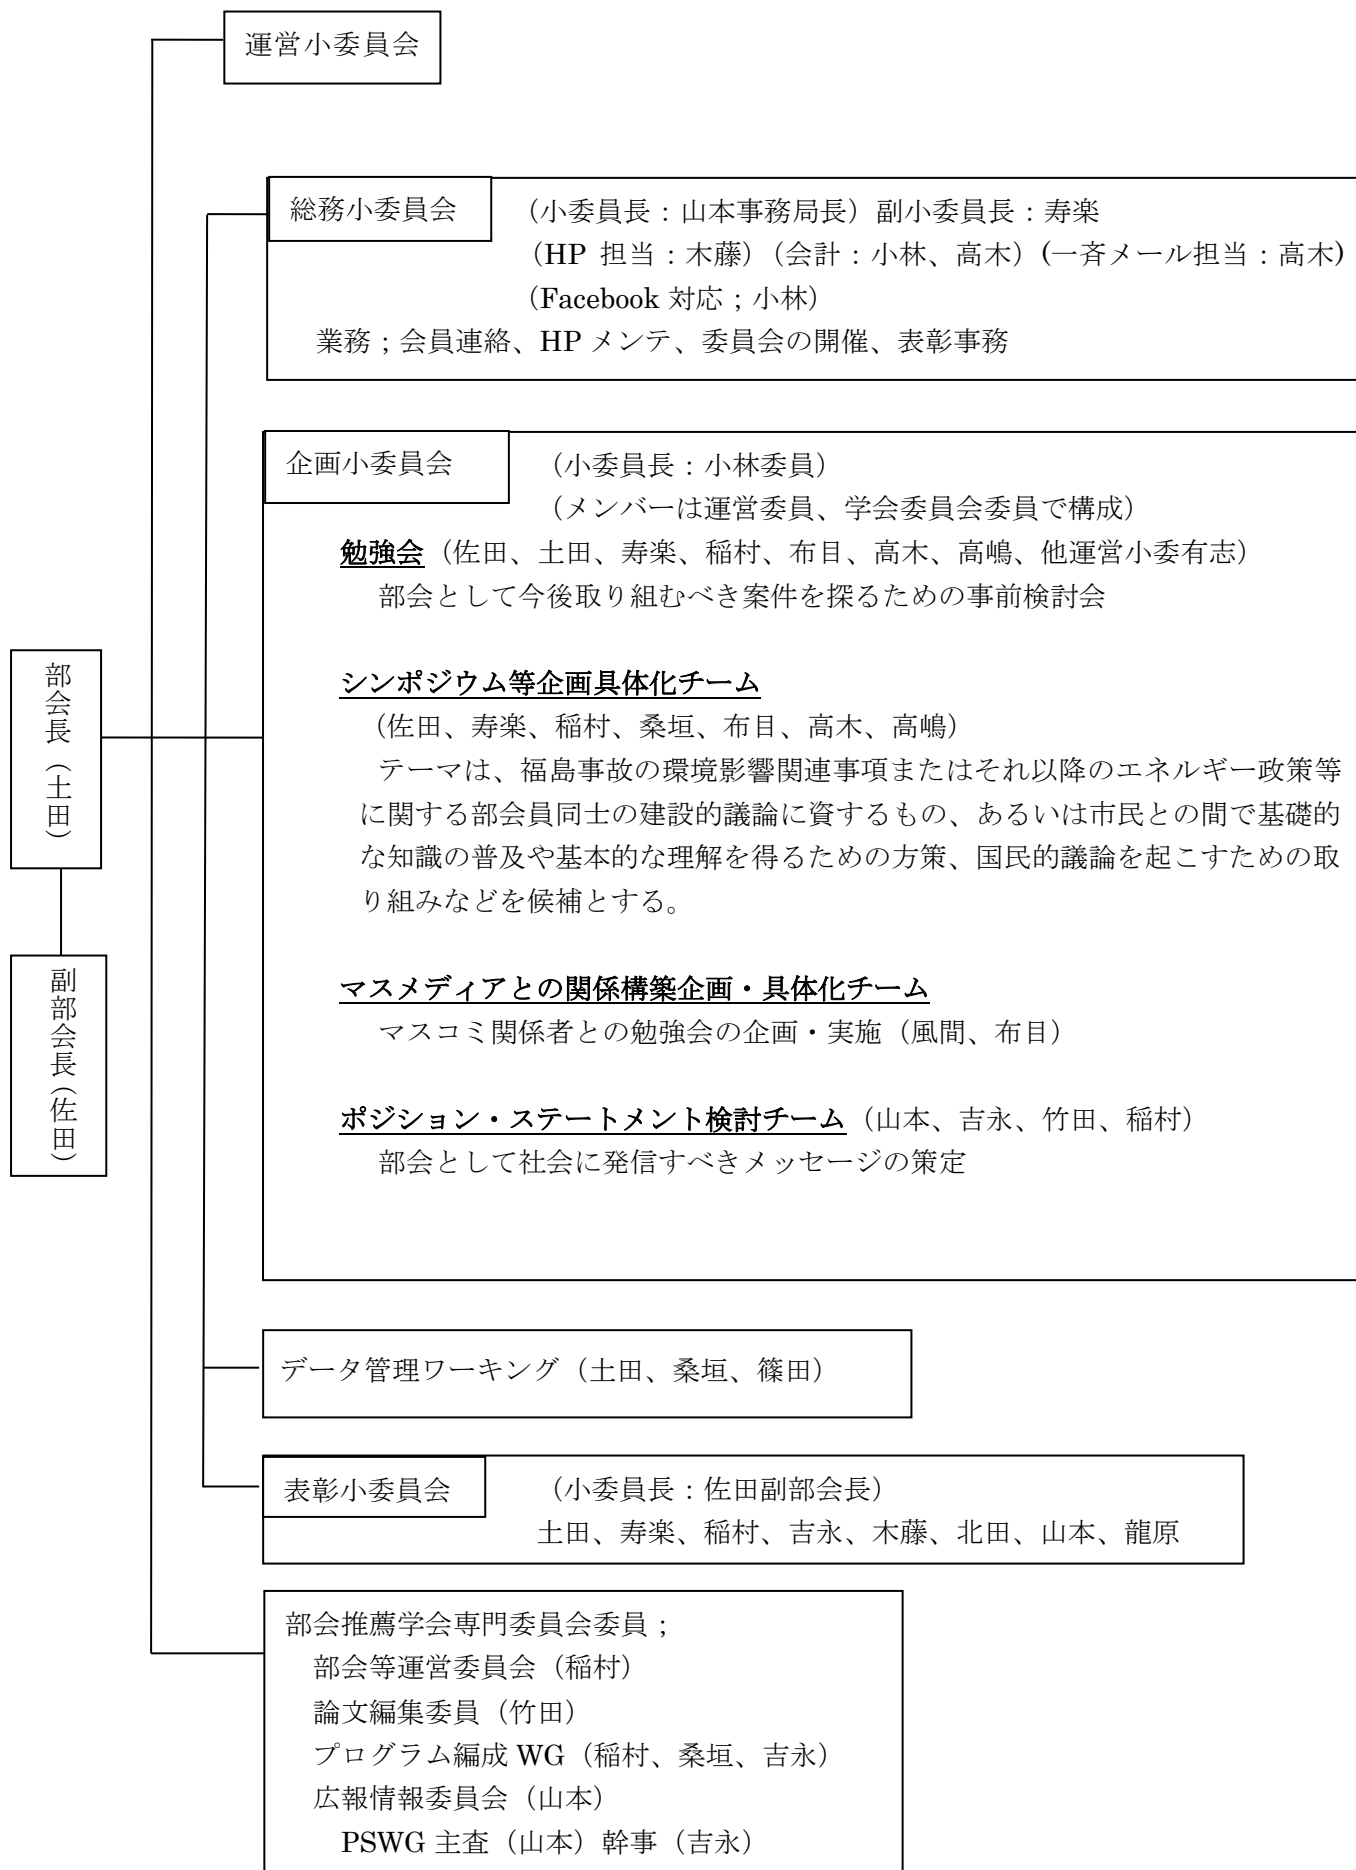 運営小委員会
総務小委員会 （小委員長：山本事務局長）副小委員長：寿楽
（HP 担当：木藤）（会計：小林、高木）(一斉メール担当：高木)
（Facebook 対応；小林）
業務；会員連絡、HP メンテ、委員会の開催、表彰事務
企画小委員会 （小委員長：小林委員）
（メンバーは運営委員、学会委員会委員で構成）
勉強会（佐田、土田、寿楽、稲村、布目、高木、高嶋、他運営小委有志）
部会として今後取り組むべき案件を探るための事前検討会
シンポジウム等企画具体化チーム
（佐田、寿楽、稲村、桑垣、布目、高木、高嶋）
テーマは、福島事故の環境影響関連事項またはそれ以降のエネルギー政策等
に関する部会員同士の建設的議論に資するもの、あるいは市民との間で基礎的
な知識の普及や基本的な理解を得るための方策、国民的議論を起こすための取
り組みなどを候補とする。
マスメディアとの関係構築企画・具体化チーム
マスコミ関係者との勉強会の企画・実施（風間、布目）
ポジション・ステートメント検討チーム（山本、吉永、竹田、稲村）
部会として社会に発信すべきメッセージの策定
部会長（土田）
副部会長（佐田）
データ管理ワーキング（土田、桑垣、篠田）
表彰小委員会 （小委員長：佐田副部会長）
土田、寿楽、稲村、吉永、木藤、北田、山本、龍原
部会推薦学会専門委員会委員；
部会等運営委員会（稲村）
論文編集委員（竹田）
プログラム編成 WG（稲村、桑垣、吉永）
広報情報委員会（山本）
PSWG 主査（山本）幹事（吉永）